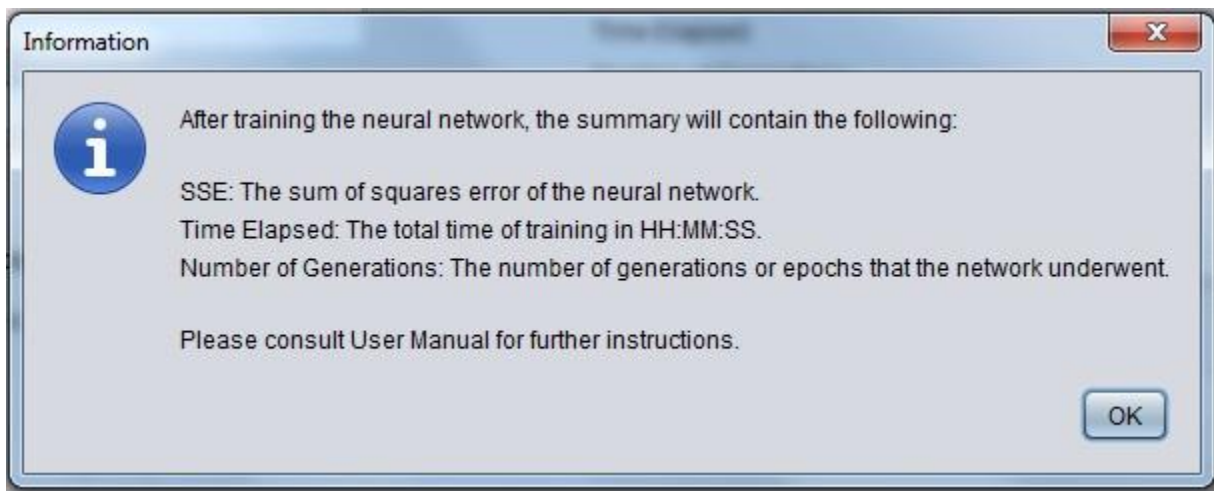 Information
After training the neural network, the summary will contain the following:
SSE: The sum of squares error of the neural network.
Time Elapsed: The total time of training in HH:MM:SS.
Number of Generations: The number of generations or epochs that the network underwent.
Please consult User Manual for further instructions.
OK